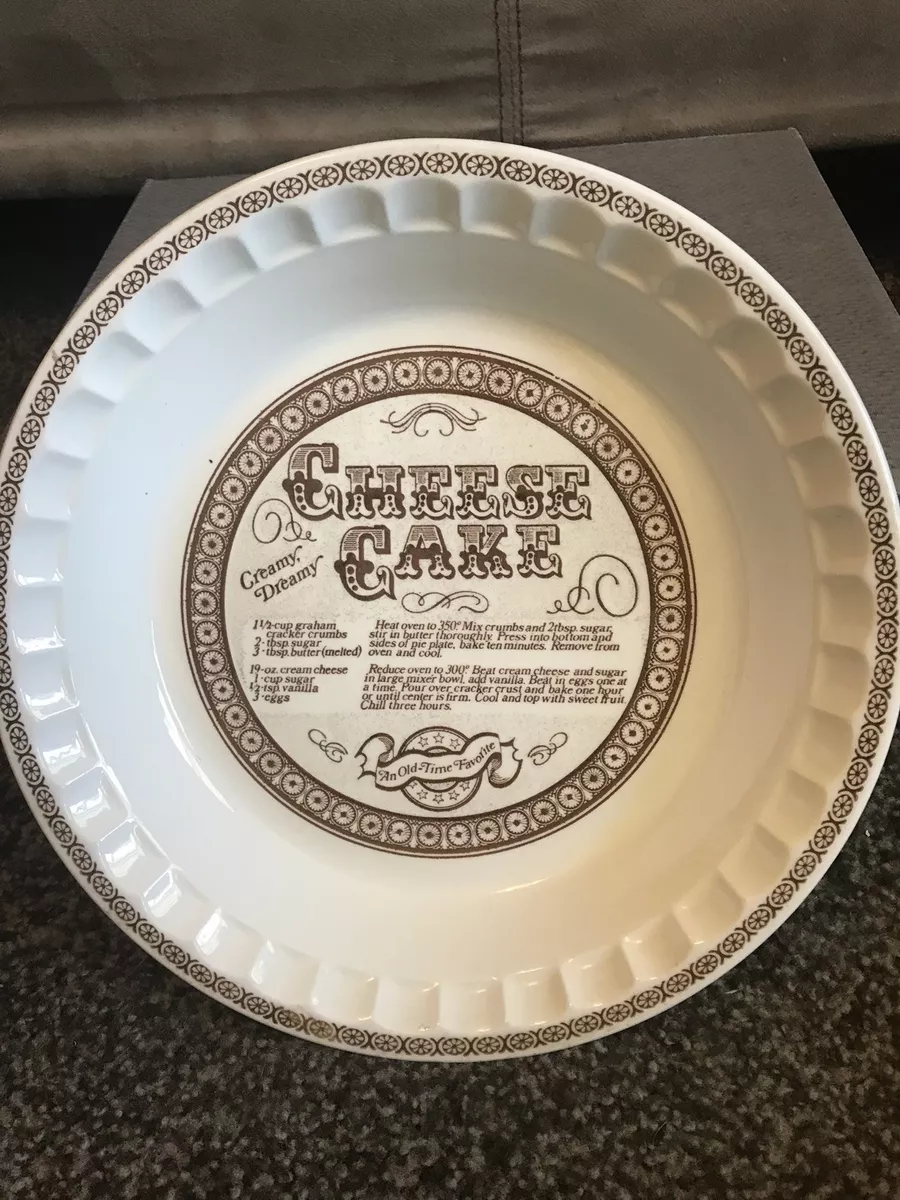 CHEESE
CAKE
Creamy,
Dreamy
1½-cup graham
cracker crumbs
2-tbsp. sugar
3-tbsp. butter (melted)
Heat oven to 350° Mix crumbs and 2tbsp. sugar,
stir in butter thoroughly. Press into bottom and
sides of pie plate, bake ten minutes. Remove from
oven and cool.
19-oz. cream cheese
1-cup sugar
½-tsp. vanilla
3-eggs
Reduce oven to 300° Beat cream cheese and sugar
in large mixer bowl, add vanilla. Beat in eggs one at
a time. Pour over cracker crust and bake one hour
or until center is firm. Cool and top with sweet fruit.
Chill three hours.
An Old-Time Favorite